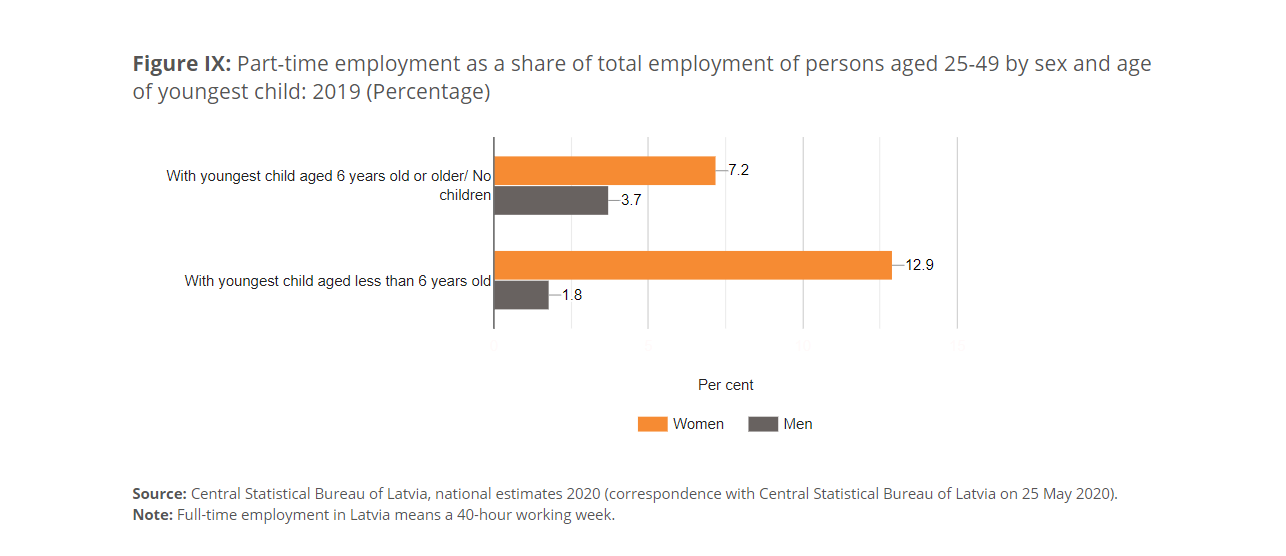 Figure IX: Part-time employment as a share of total employment of persons aged 25-49 by sex and age
of youngest child: 2019 (Percentage)
With youngest child aged 6 years old or older/ No
children
7.2
3.7
With youngest child aged less than 6 years old
12.9
1.8
0 5 10 15
Per cent
Women Men
Source: Central Statistical Bureau of Latvia, national estimates 2020 (correspondence with Central Statistical Bureau of Latvia on 25 May 2020).
Note: Full-time employment in Latvia means a 40-hour working week.